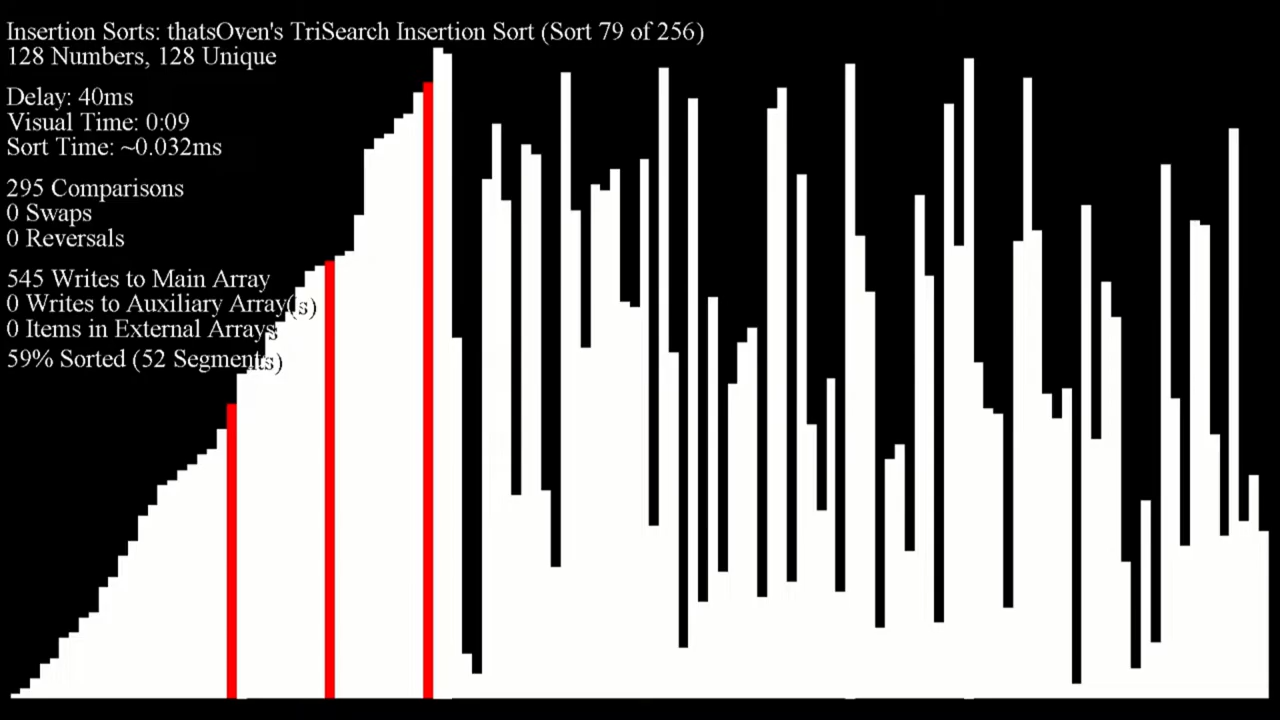 Insertion Sorts: thatsOven's TriSearch Insertion Sort (Sort 79 of 256)
128 Numbers, 128 Unique
Delay: 40ms
Visual Time: 0:09
Sort Time: ~0.032ms
295 Comparisons
0 Swaps
0 Reversals
545 Writes to Main Array
0 Writes to Auxiliary Array(s)
0 Items in External Arrays
59% Sorted (52 Segments)